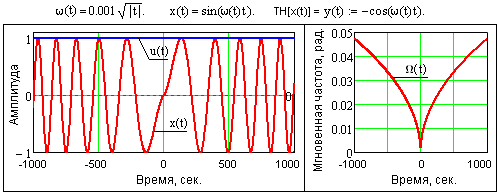 ω(t) = 0.001 √|t|. x(t) = sin(ω(t)t). TH[x(t)] = y(t) := −cos(ω(t)t).
1
u(t)
Амплитуда
0
0
x(t)
−1
-1000 -500 0 500 1000
Время, сек.
0.05
0.04
Ω(t)
0.03
0.02
0.01
0
Мгновенная частота, рад.
-1000 0 1000
Время, сек.